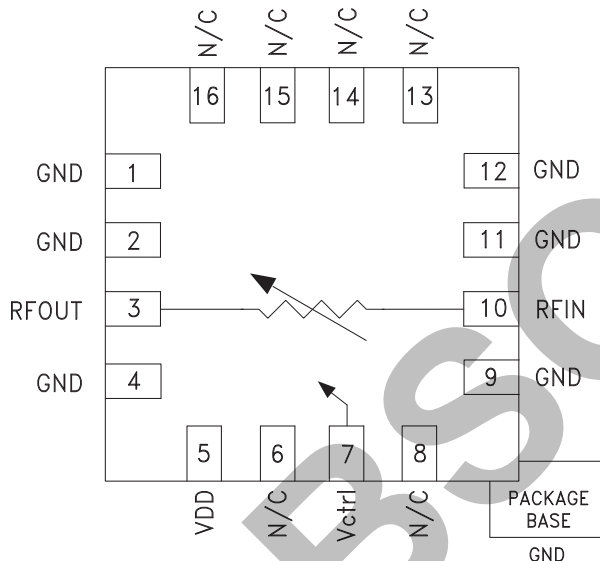 N/C N/C N/C N/C
16 15 14 13
GND 1 12 GND
GND 2 11 GND
RFOUT 3 10 RFIN
GND 4 9 GND
5 6 7 8
VDD N/C Vctrl N/C
PACKAGE
BASE
GND
BSO